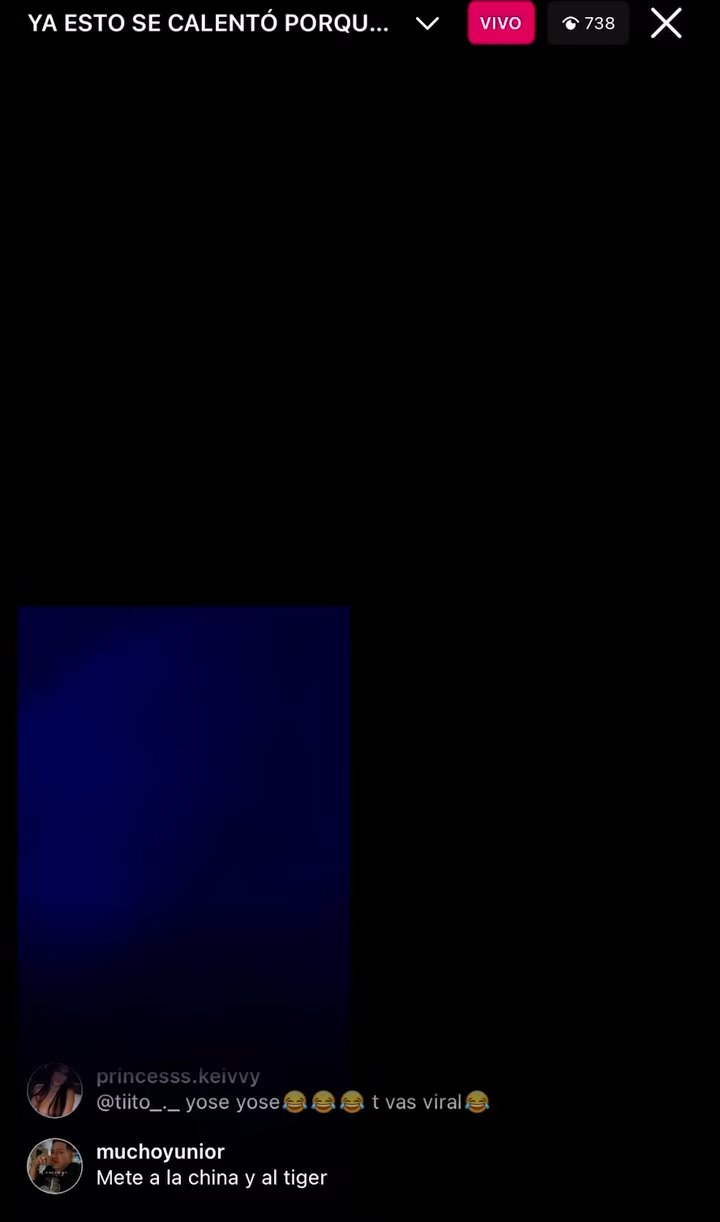 YA ESTO SE CALENTÓ PORQU...
VIVO
738
princesss.keivvy
@tiito_._ yose yose😂😂😂 t vas viral😂
muchoyunior
Mete a la china y al tiger